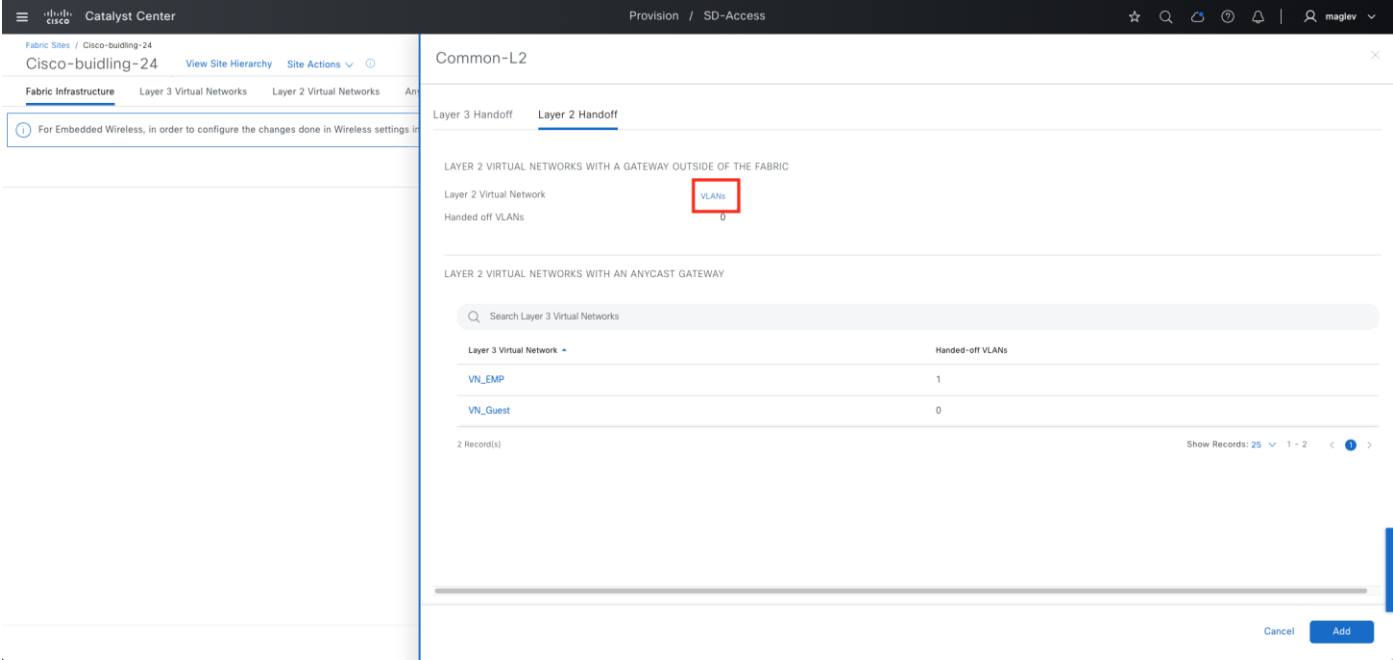 cisco Catalyst Center Provision / SD-Access maglev
Fabric Sites / Cisco-buidling-24
Cisco-buidling-24 View Site Hierarchy Site Actions
Fabric Infrastructure Layer 3 Virtual Networks Layer 2 Virtual Networks Any
For Embedded Wireless, in order to configure the changes done in Wireless settings in
Common-L2
Layer 3 Handoff Layer 2 Handoff
LAYER 2 VIRTUAL NETWORKS WITH A GATEWAY OUTSIDE OF THE FABRIC
Layer 2 Virtual Network VLANs
Handed off VLANs 0
LAYER 2 VIRTUAL NETWORKS WITH AN ANYCAST GATEWAY
Search Layer 3 Virtual Networks
Layer 3 Virtual Network Handed-off VLANs
VN_EMP 1
VN_Guest 0
2 Record(s) Show Records: 25 1 - 2 < 1 >
Cancel Add